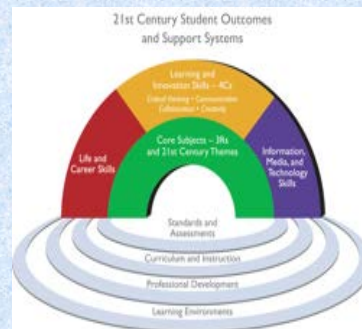 21st Century Student Outcomes
and Support Systems
Learning and
Innovation Skills – 4Cs
Critical thinking • Communication
Collaboration • Creativity
Core Subjects – 3Rs
and 21st Century Themes
Life and
Career Skills
Information,
Media, and
Technology
Skills
Standards and
Assessments
Curriculum and Instruction
Professional Development
Learning Environments